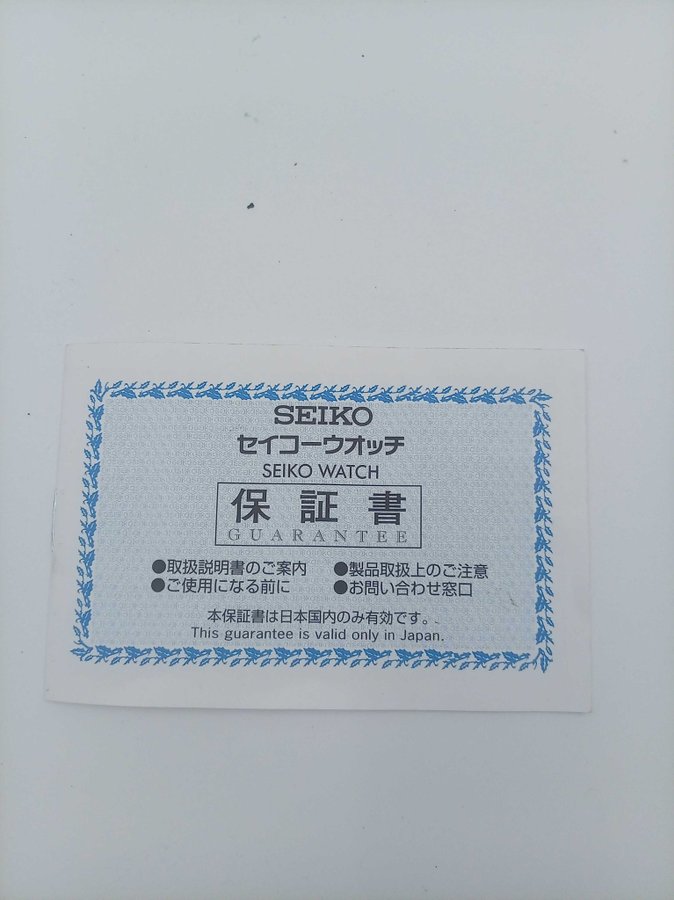 SEIKO
セイコーウオッチ
SEIKO WATCH
保証書
GUARANTEE
●取扱説明書のご案内 ●製品取扱上のご注意
●ご使用になる前に ●お問い合わせ窓口
本保証書は日本国内のみ有効です。
This guarantee is valid only in Japan.